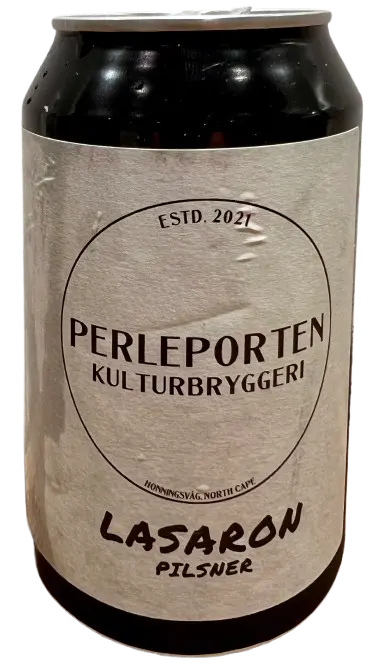 ESTD. 2021
PERLEPORTEN
KULTURBRYGGERI
HONNINGSVÅG, NORTH CAPE
LASARON
PILSNER